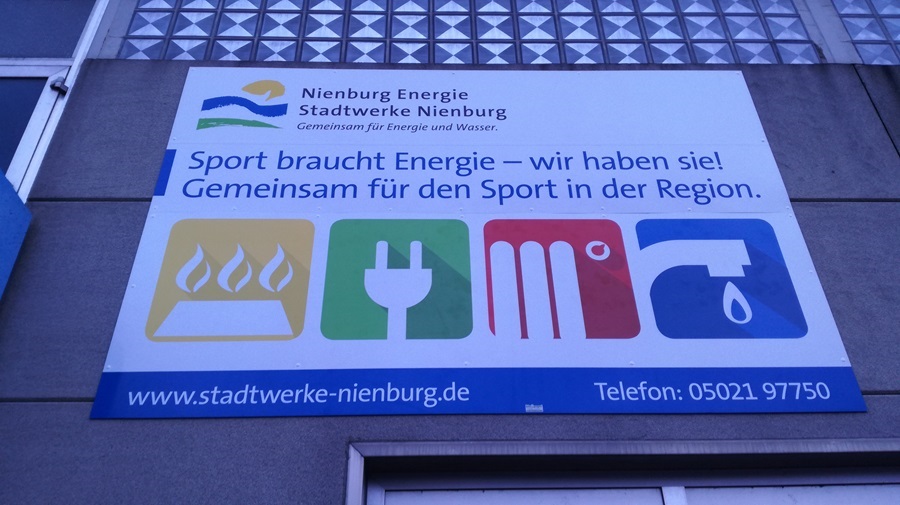 Nienburg Energie
Stadtwerke Nienburg
Gemeinsam für Energie und Wasser.
Sport braucht Energie – wir haben sie!
Gemeinsam für den Sport in der Region.
www.stadtwerke-nienburg.de
Telefon: 05021 97750